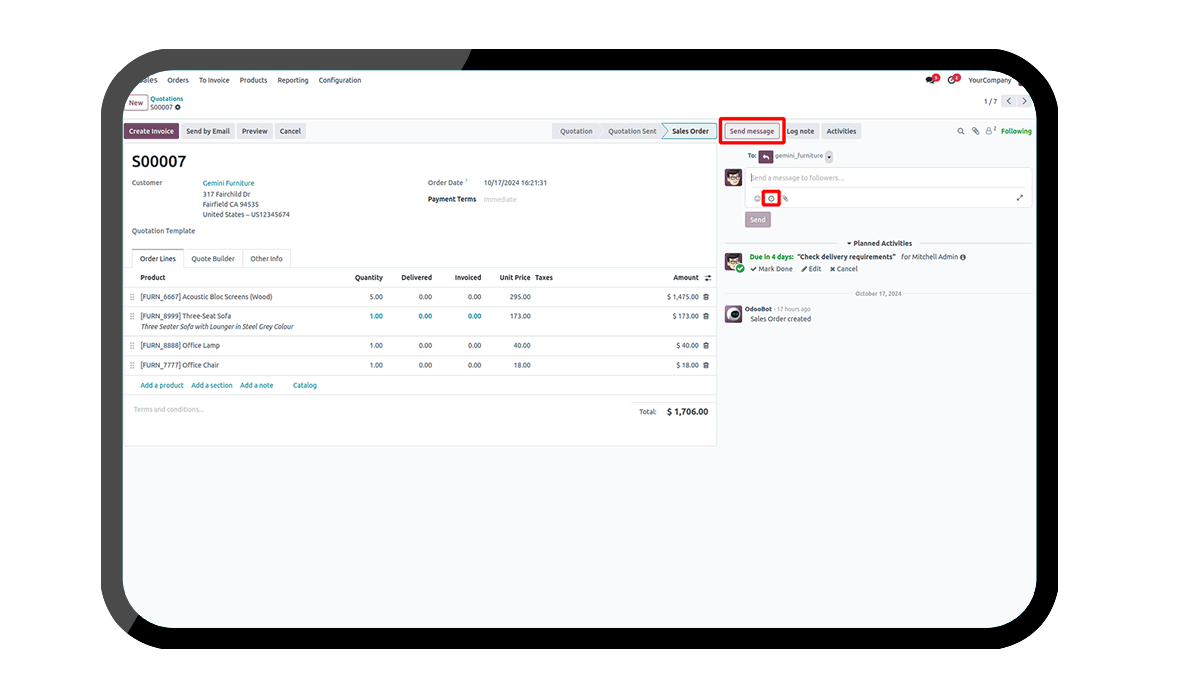 Sales Orders To Invoice Products Reporting Configuration 5 2 YourCompany
New Quotations
S00007
1 / 7
Create Invoice Send by Email Preview Cancel Quotation Quotation Sent Sales Order Send message Log note Activities 2 Following
S00007
To: gemini_furniture
Customer Gemini Furniture
317 Fairchild Dr
Fairfield CA 94535
United States – US12345674
Order Date ? 10/17/2024 16:21:31
Payment Terms Immediate
Send a message to followers...
Send
Quotation Template
Order Lines Quote Builder Other Info
Product Quantity Delivered Invoiced Unit Price Taxes Amount
[FURN_6667] Acoustic Bloc Screens (Wood) 5.00 0.00 0.00 295.00 $ 1,475.00
[FURN_8999] Three-Seat Sofa 1.00 0.00 0.00 173.00 $ 173.00
Three Seater Sofa with Lounger in Steel Grey Colour
[FURN_8888] Office Lamp 1.00 0.00 0.00 40.00 $ 40.00
[FURN_7777] Office Chair 1.00 0.00 0.00 18.00 $ 18.00
Add a product Add a section Add a note Catalog
Terms and conditions...
Total: $ 1,706.00
Planned Activities
Due in 4 days: "Check delivery requirements" for Mitchell Admin
Mark Done Edit Cancel
October 17, 2024
OdooBot - 17 hours ago
Sales Order created